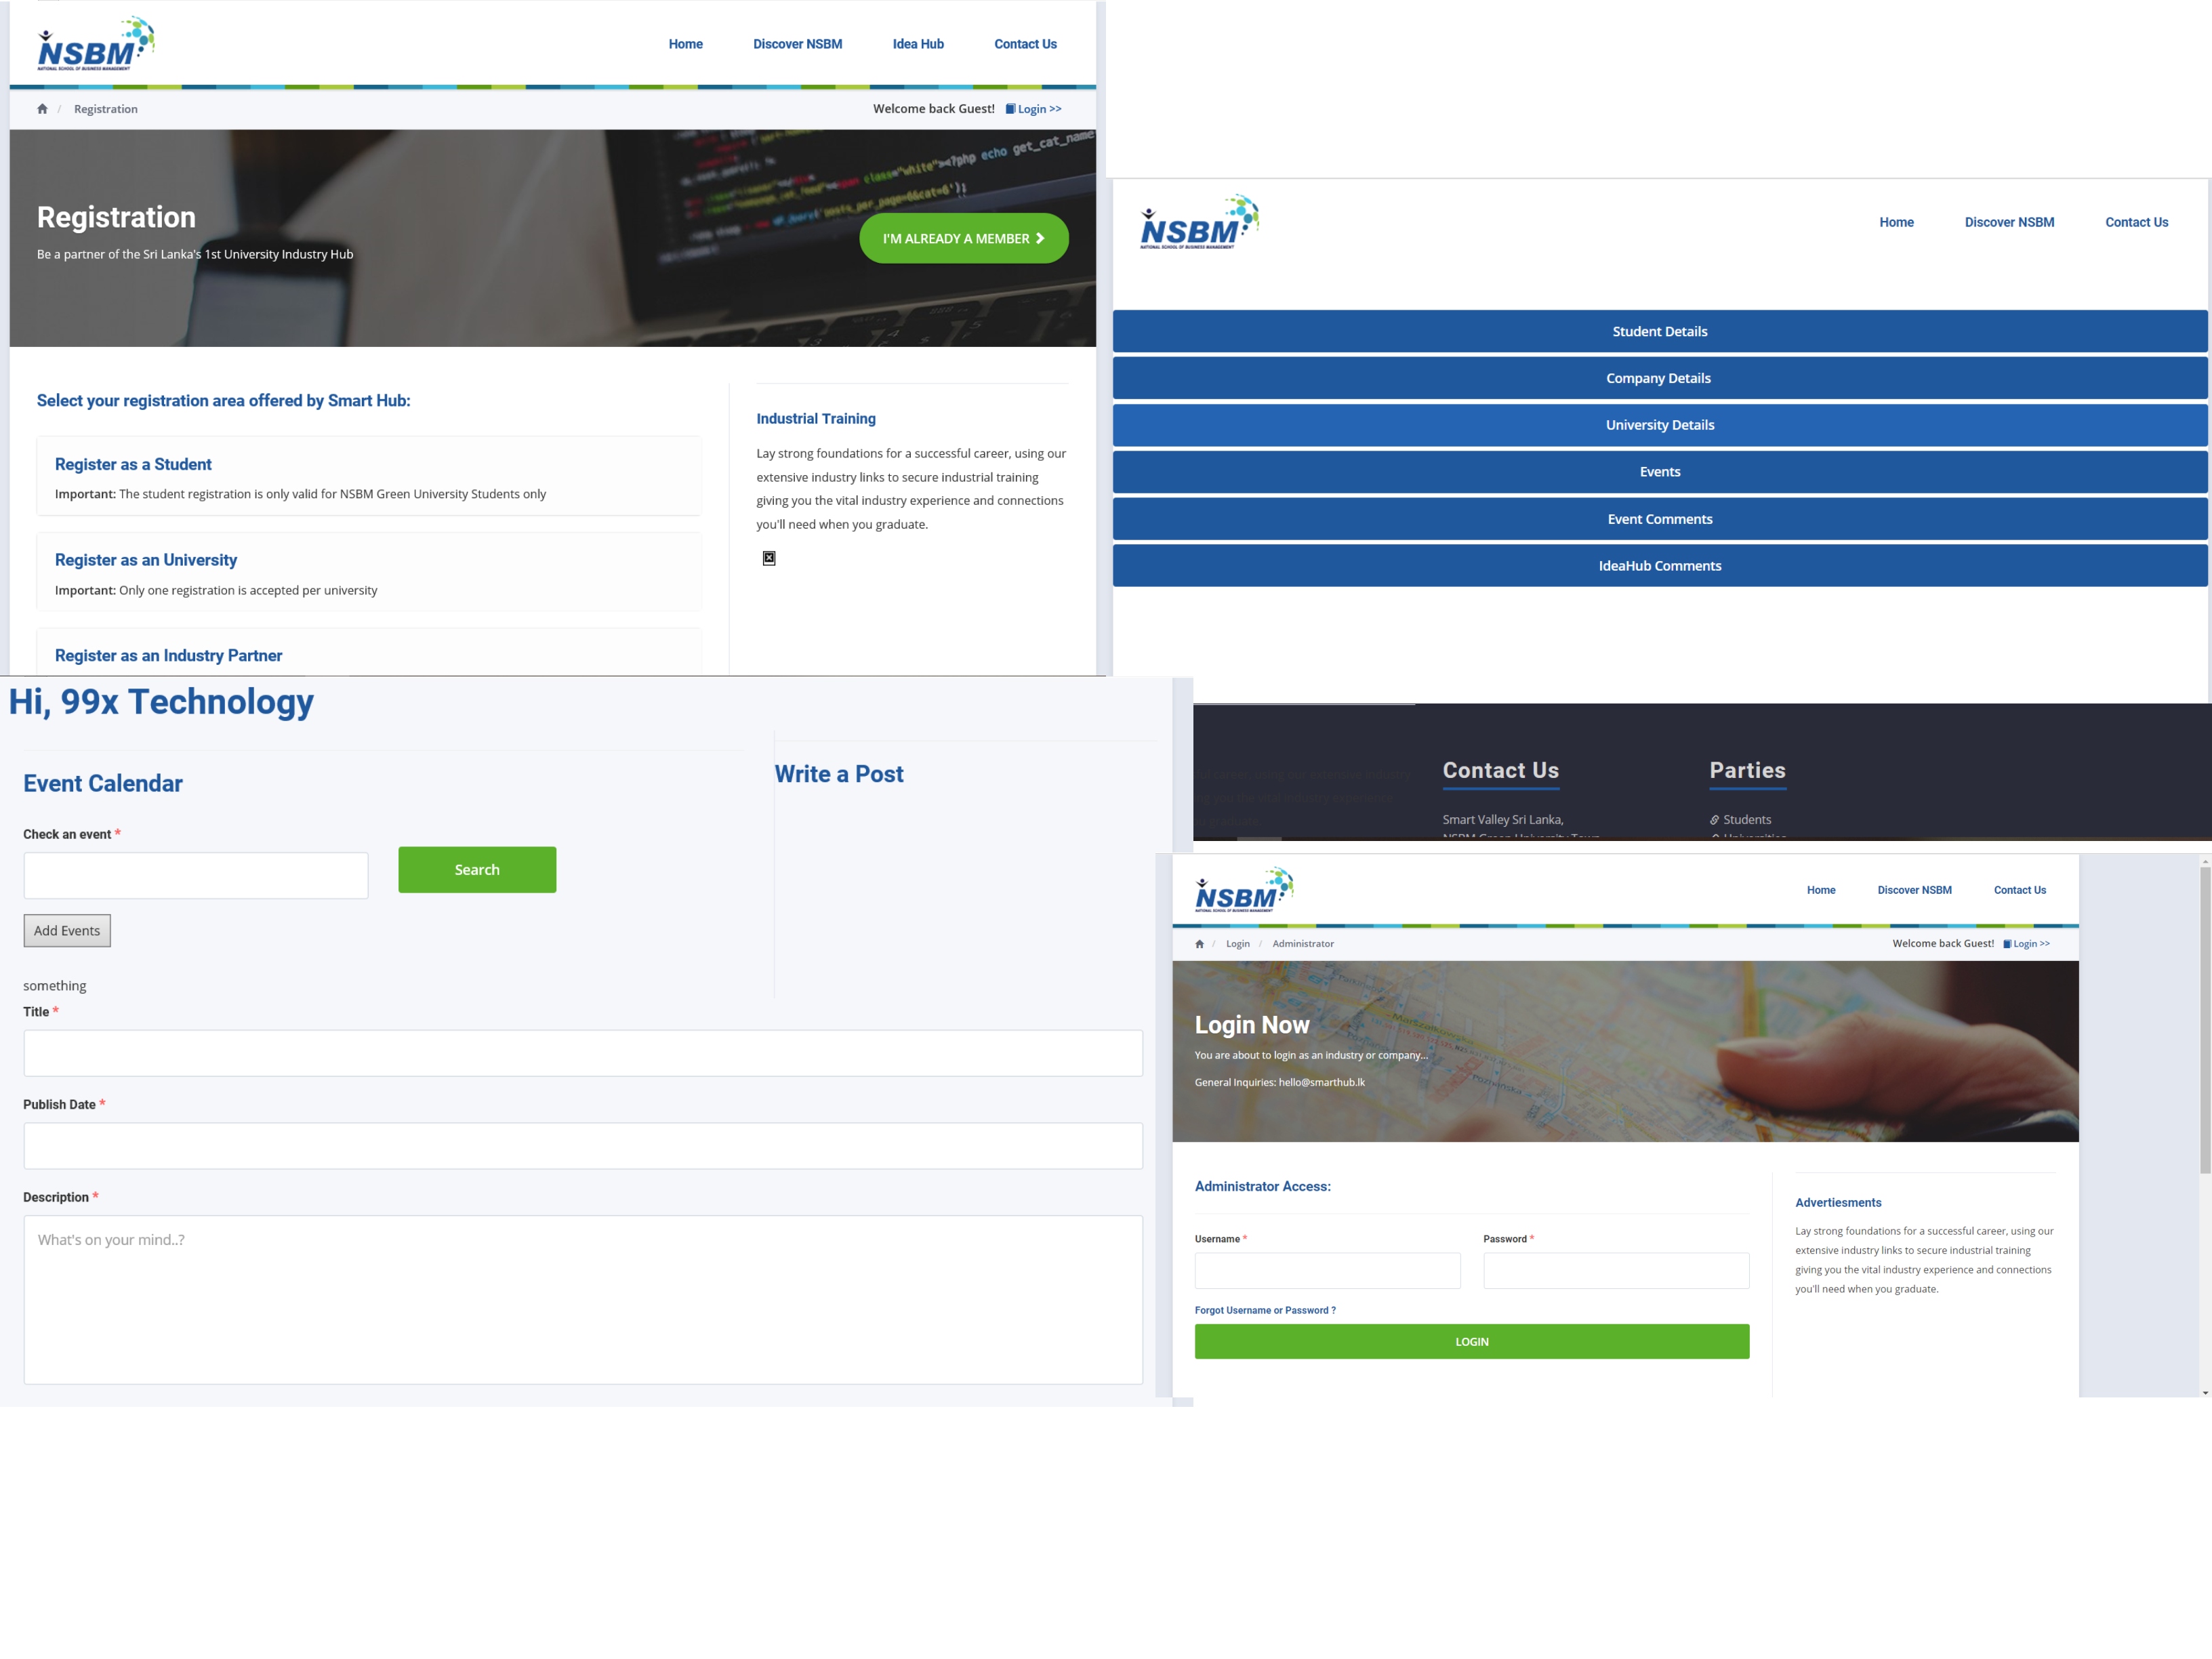 NSBM
NATIONAL SCHOOL OF BUSINESS MANAGEMENT
Home
Discover NSBM
Idea Hub
Contact Us
/ Registration
Welcome back Guest!
Login >>
Registration
Be a partner of the Sri Lanka's 1st University Industry Hub
class="white"><?php echo get_cat_name
I'M ALREADY A MEMBER
Select your registration area offered by Smart Hub:
Register as a Student
Important: The student registration is only valid for NSBM Green University Students only
Register as an University
Important: Only one registration is accepted per university
Register as an Industry Partner
Industrial Training
Lay strong foundations for a successful career, using our
extensive industry links to secure industrial training
giving you the vital industry experience and connections
you'll need when you graduate.
NSBM
NATIONAL SCHOOL OF BUSINESS MANAGEMENT
Home
Discover NSBM
Contact Us
Student Details
Company Details
University Details
Events
Event Comments
IdeaHub Comments
Hi, 99x Technology
Event Calendar
Check an event *
Search
Add Events
something
Title *
Publish Date *
Description *
What's on your mind..?
Write a Post
Contact Us
Smart Valley Sri Lanka,
NSBM Green University Town
Parties
Students
Universities
NSBM
NATIONAL SCHOOL OF BUSINESS MANAGEMENT
Home
Discover NSBM
Contact Us
/ Login / Administrator
Welcome back Guest!
Login >>
Login Now
You are about to login as an industry or company...
General Inquiries: hello@smarthub.lk
Administrator Access:
Username *
Password *
Forgot Username or Password ?
LOGIN
Advertiesments
Lay strong foundations for a successful career, using our
extensive industry links to secure industrial training
giving you the vital industry experience and connections
you'll need when you graduate.